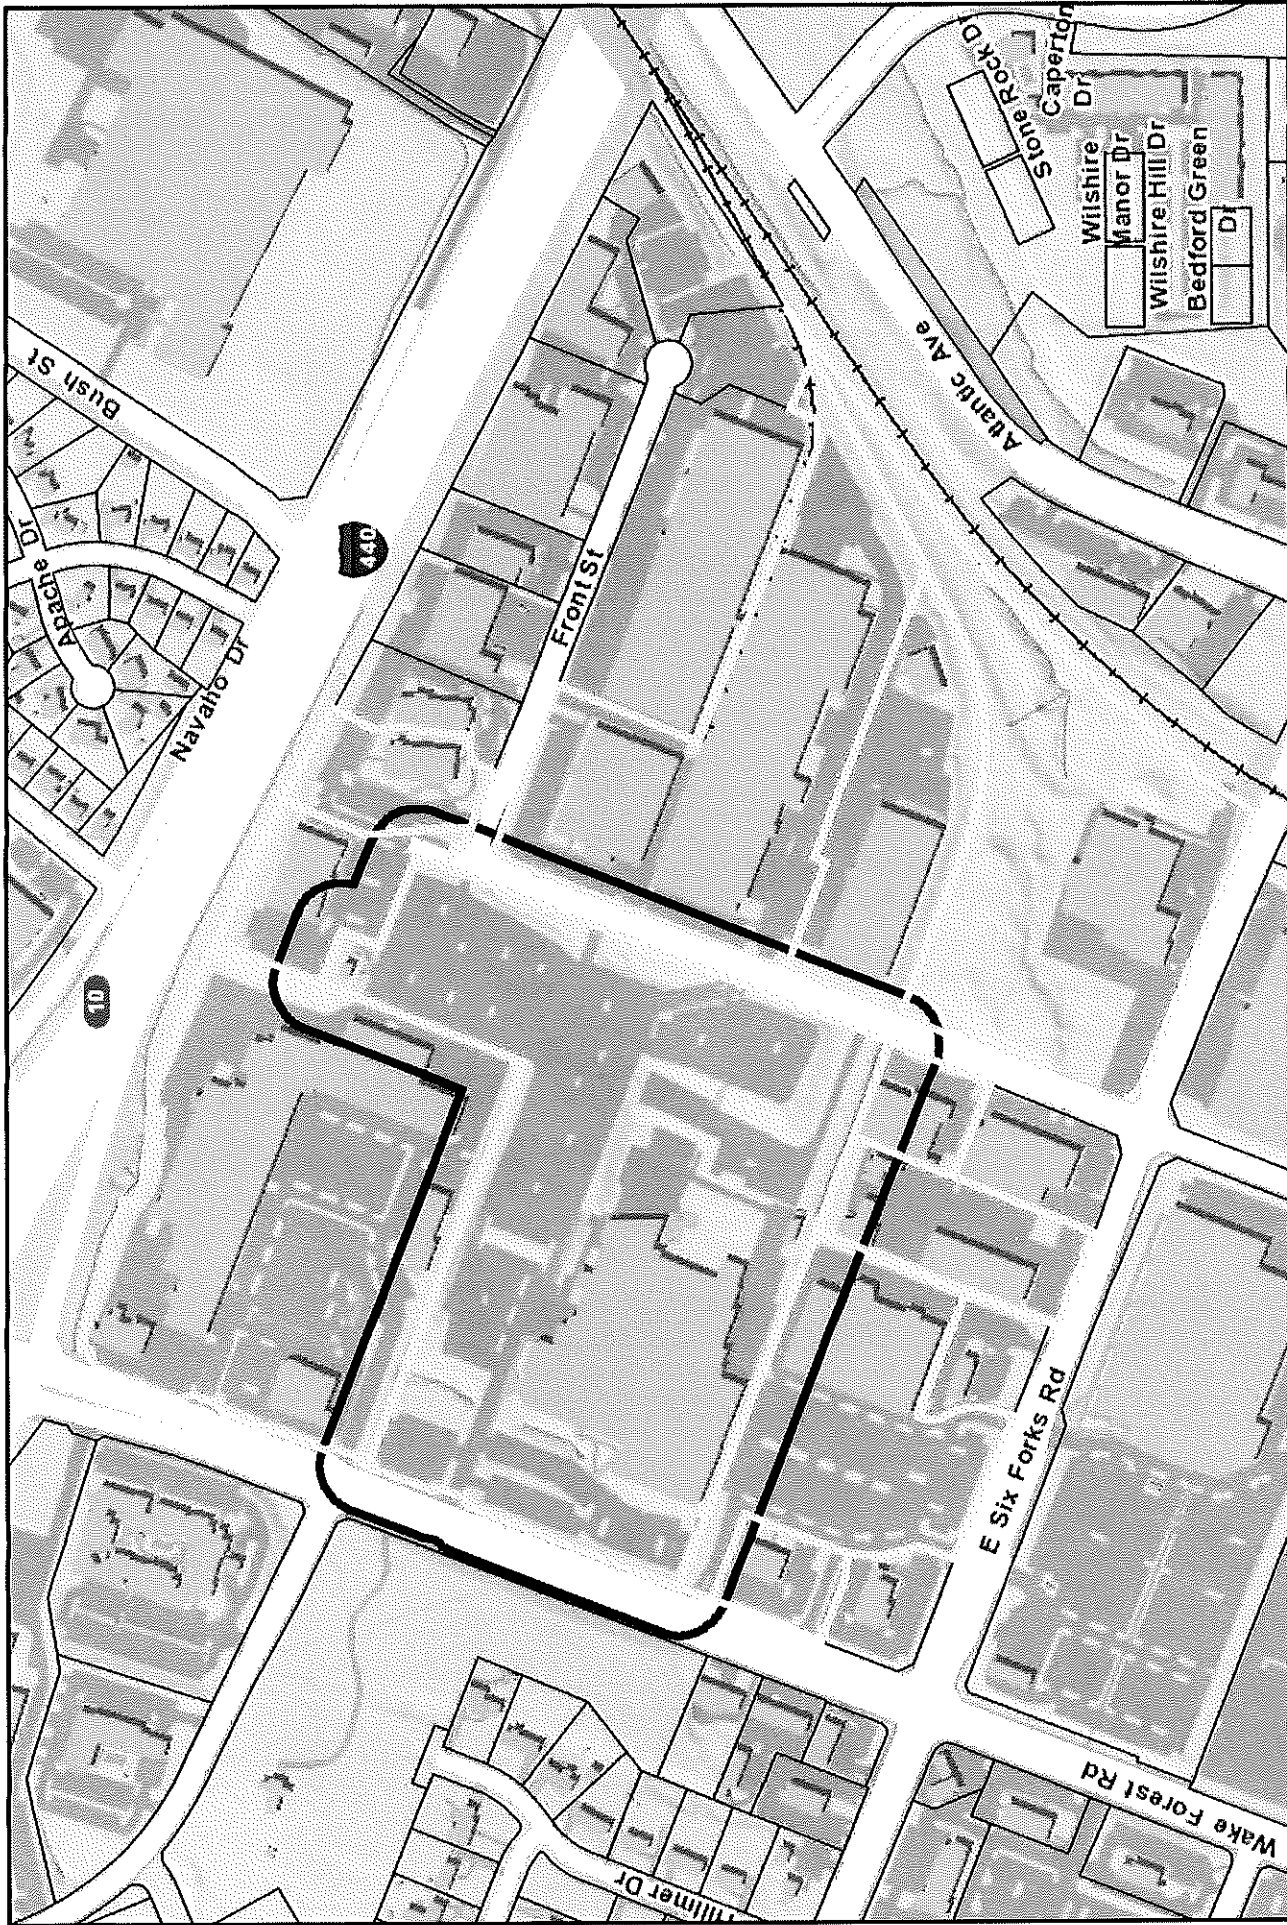 Bush St
Apache Dr
Navaho Dr
440
10
Front St
Atlantic Ave
Stone Rock Dr
Caperton
Dr
Wilshire
Manor Dr
Wilshire Hill Dr
Bedford Green
Dr
E Six Forks Rd
Wake Forest Rd
Dr